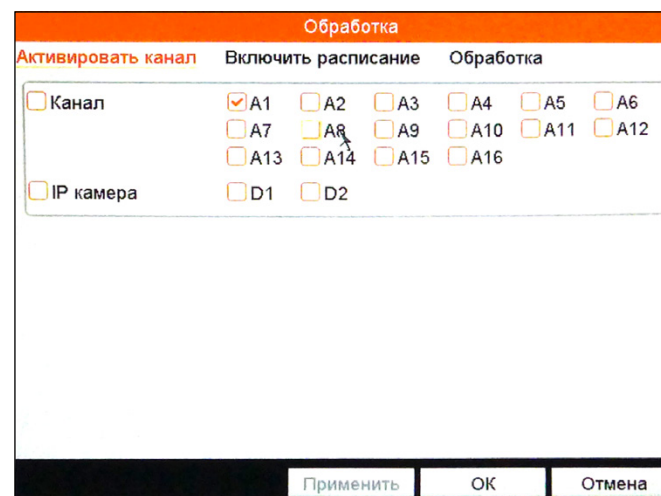 Обработка
Активировать канал Включить расписание Обработка
Канал A1 A2 A3 A4 A5 A6
A7 A8 A9 A10 A11 A12
A13 A14 A15 A16
IP камера D1 D2
Применить ОК Отмена